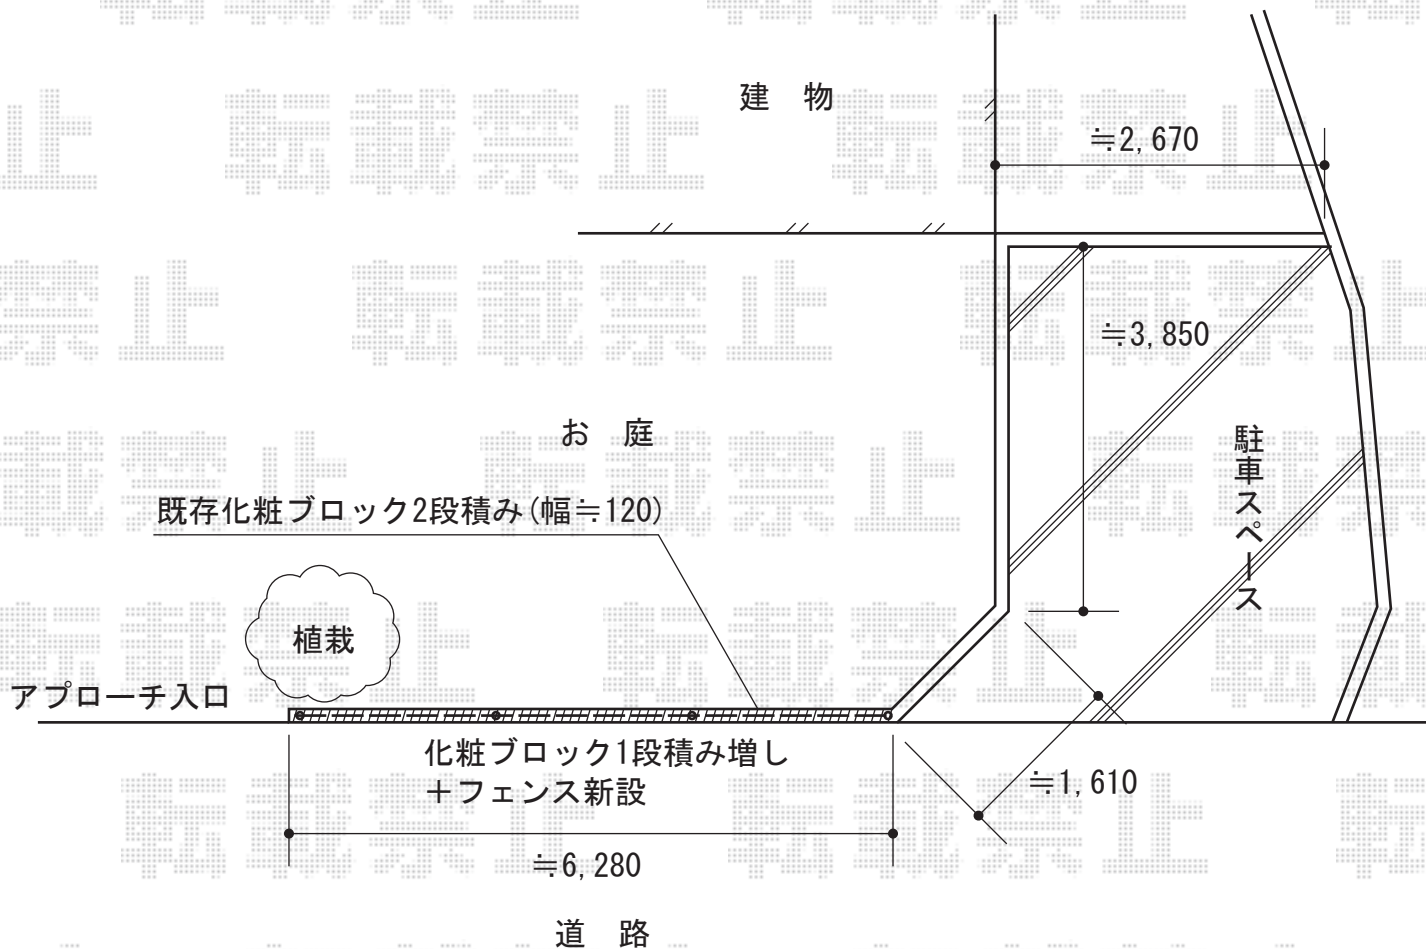 建　物
≒2,670
≒3,850
お　庭
駐車スペース
既存化粧ブロック2段積み(幅≒120)
植栽
アプローチ入口
化粧ブロック1段積み増し
＋フェンス新設
≒1,610
≒6,280
道　路
転載禁止